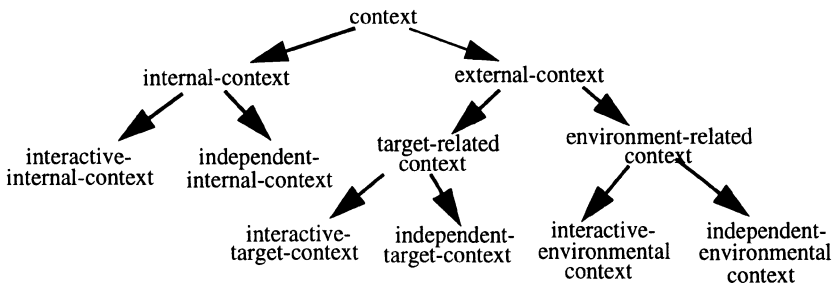 context
internal-context
external-context
interactive-
internal-context
independent-
internal-context
target-related
context
environment-related
context
interactive-
target-context
independent-
target-context
interactive-
environmental
context
independent-
environmental
context